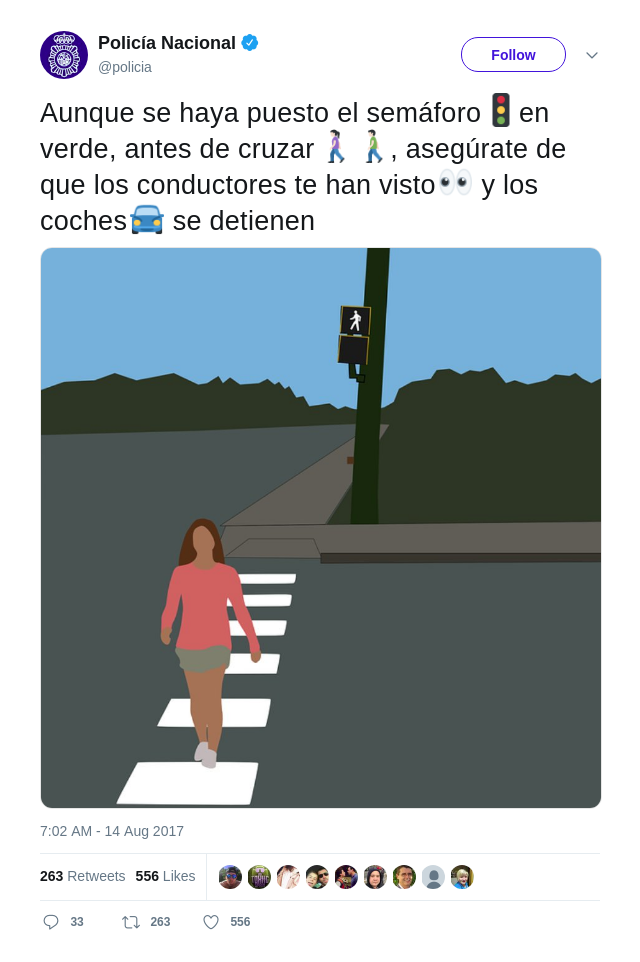 Policía Nacional
@policia
Follow
Aunque se haya puesto el semáforo 🚦 en
verde, antes de cruzar 🚶‍♀️ 🚶‍♂️, asegúrate de
que los conductores te han visto👀 y los
coches🚘 se detienen
7:02 AM - 14 Aug 2017
263 Retweets 556 Likes
33 263 556